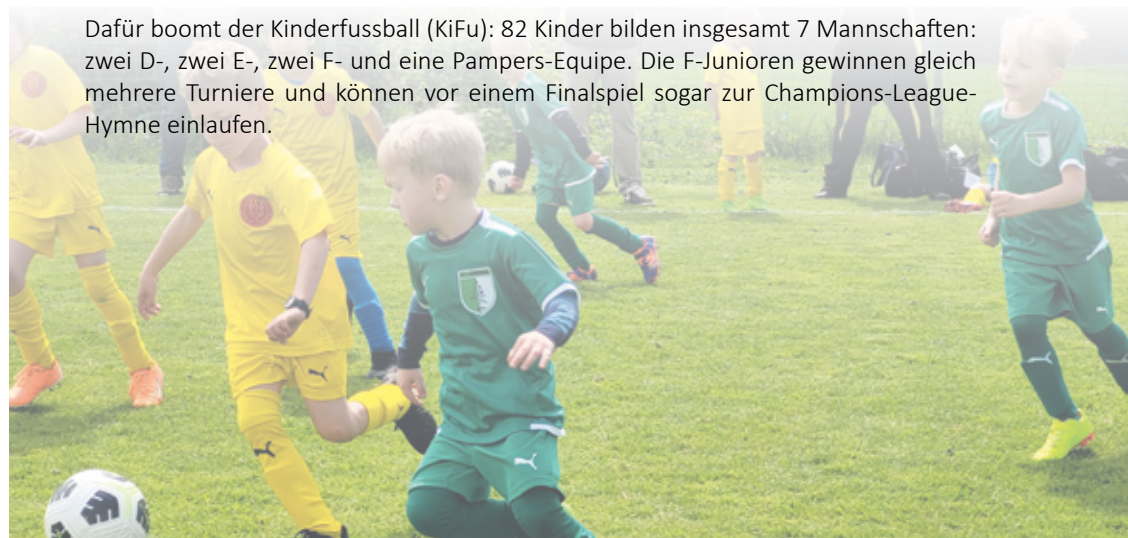 Dafür boomt der Kinderfussball (KiFu): 82 Kinder bilden insgesamt 7 Mannschaften:
zwei D-, zwei E-, zwei F- und eine Pampers-Equipe. Die F-Junioren gewinnen gleich
mehrere Turniere und können vor einem Finalspiel sogar zur Champions-League-
Hymne einlaufen.